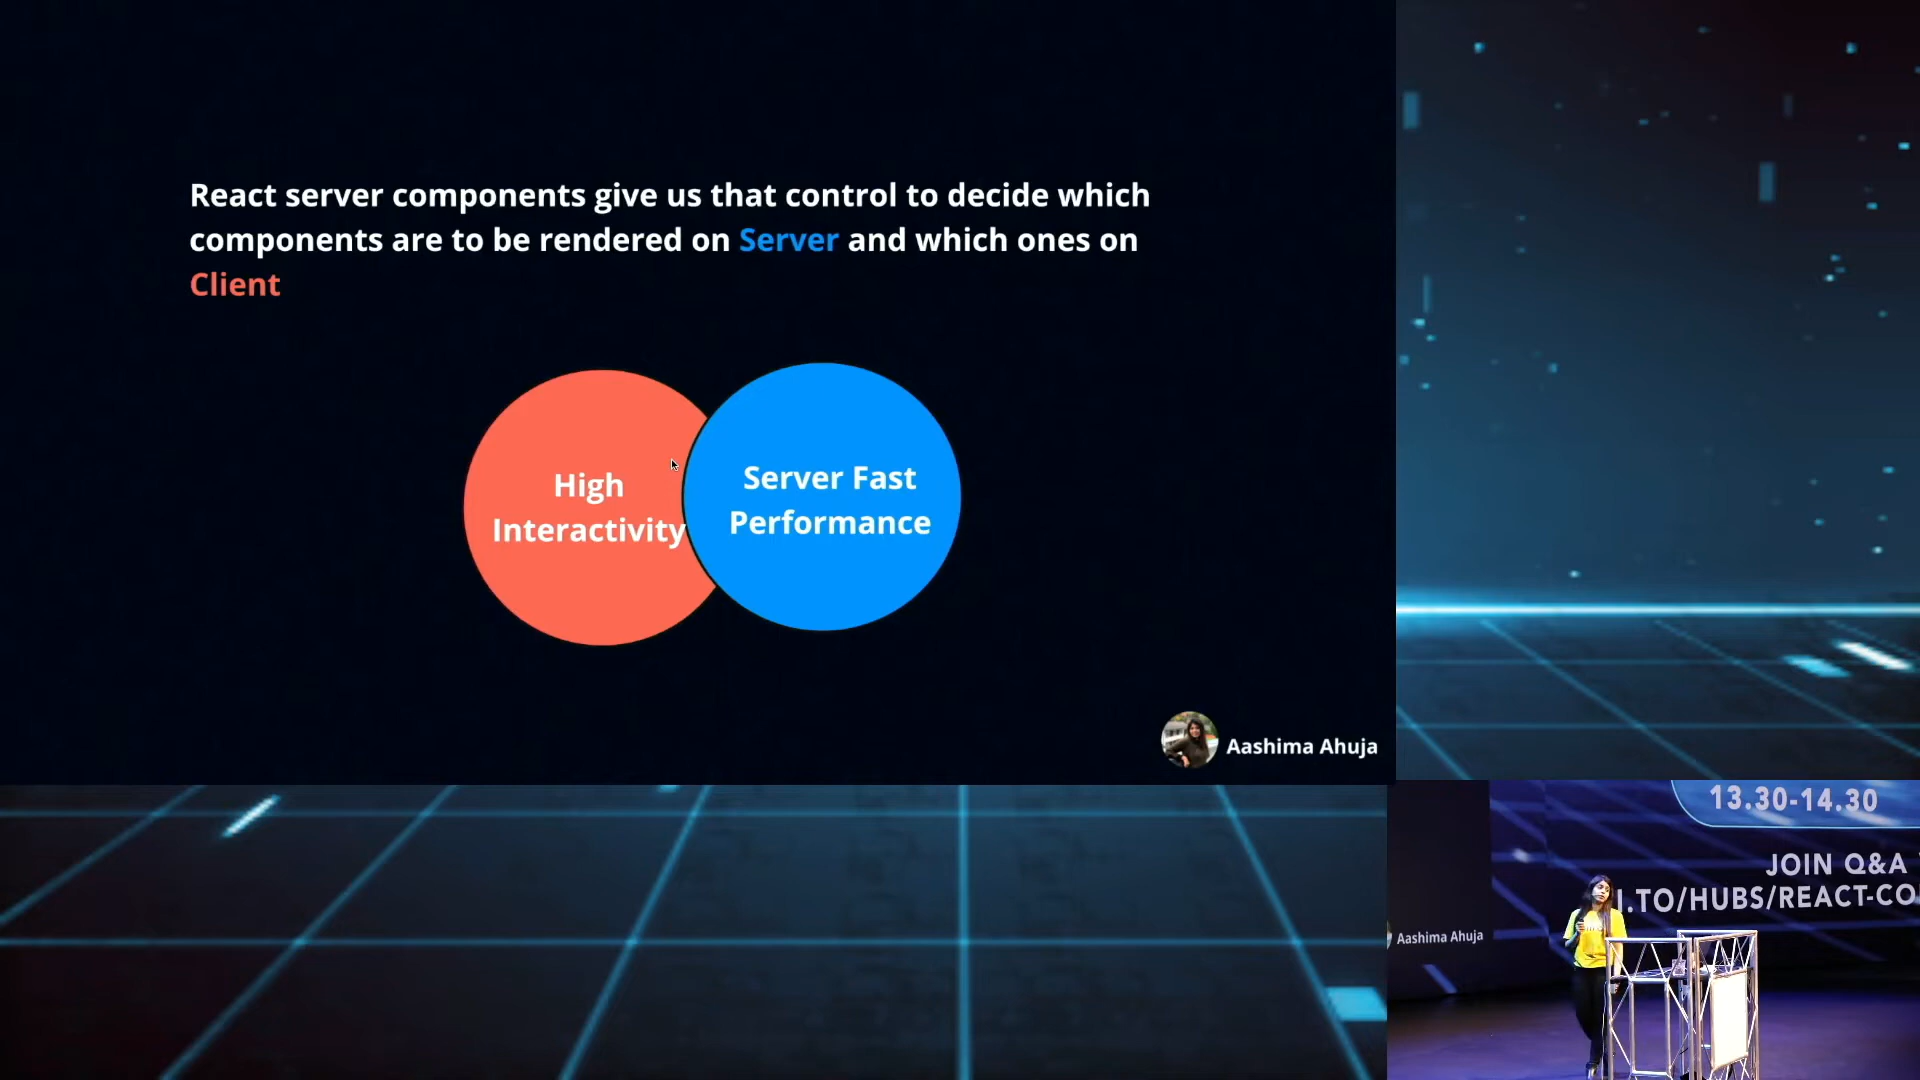 React server components give us that control to decide which
components are to be rendered on Server and which ones on
Client
High
Interactivity
Server Fast
Performance
Aashima Ahuja
13.30-14.30
JOIN Q&A
I.TO/HUBS/REACT-CO
Aashima Ahuja